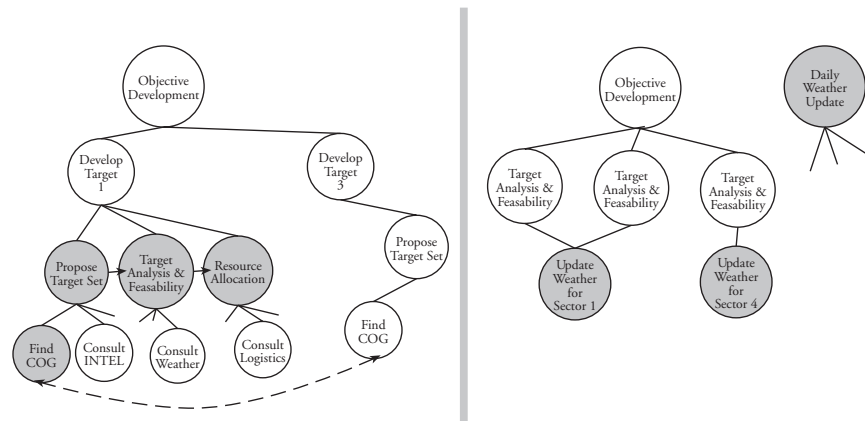 Objective
Development
Develop
Target
1
Develop
Target
3
Propose
Target Set
Target
Analysis &
Feasability
Resource
Allocation
Propose
Target Set
Find
COG
Consult
INTEL
Consult
Weather
Consult
Logistics
Find
COG
Objective
Development
Daily
Weather
Update
Target
Analysis &
Feasability
Target
Analysis &
Feasability
Target
Analysis &
Feasability
Update
Weather
for
Sector 1
Update
Weather
for
Sector 4